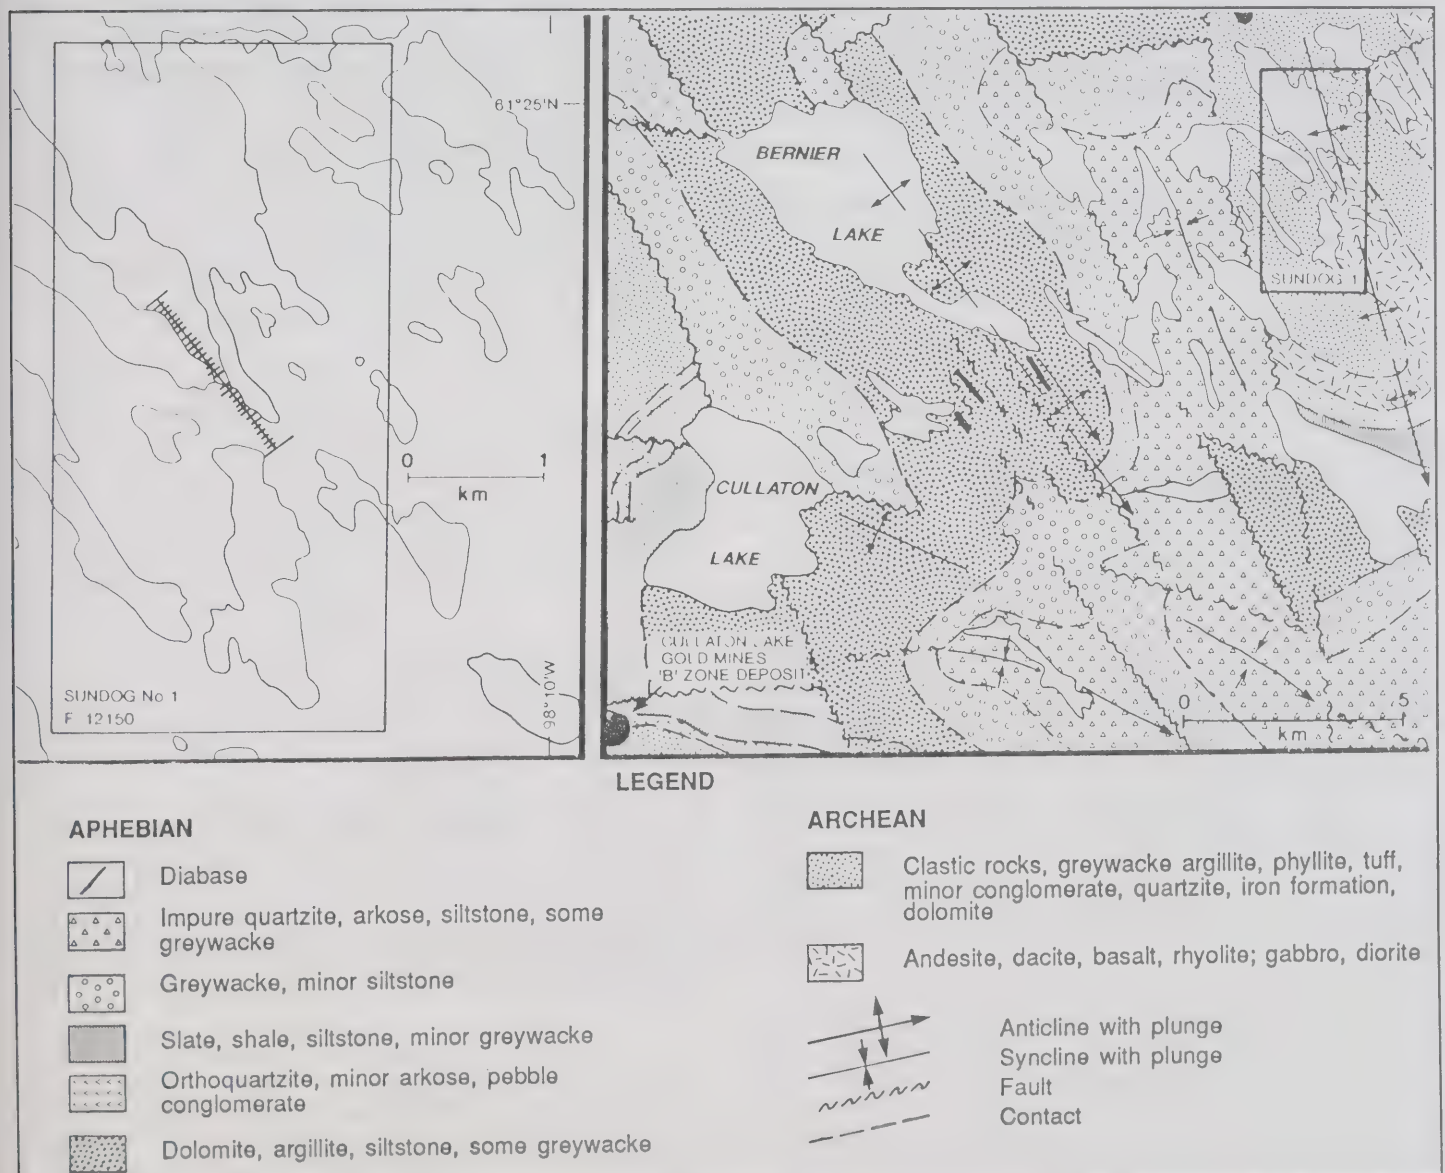 61°25'N
0 1
km
SUNDOG No 1
F 12150
98°10'W
BERNIER
LAKE
SUNDOG 1
CULLATON
LAKE
CULLATON LAKE
GOLD MINES
'B' ZONE DEPOSIT
0 5
km
LEGEND
APHEBIAN
Diabase
Impure quartzite, arkose, siltstone, some
greywacke
Greywacke, minor siltstone
Slate, shale, siltstone, minor greywacke
Orthoquartzite, minor arkose, pebble
conglomerate
Dolomite, argillite, siltstone, some greywacke
ARCHEAN
Clastic rocks, greywacke argillite, phyllite, tuff,
minor conglomerate, quartzite, iron formation,
dolomite
Andesite, dacite, basalt, rhyolite; gabbro, diorite
Anticline with plunge
Syncline with plunge
Fault
Contact